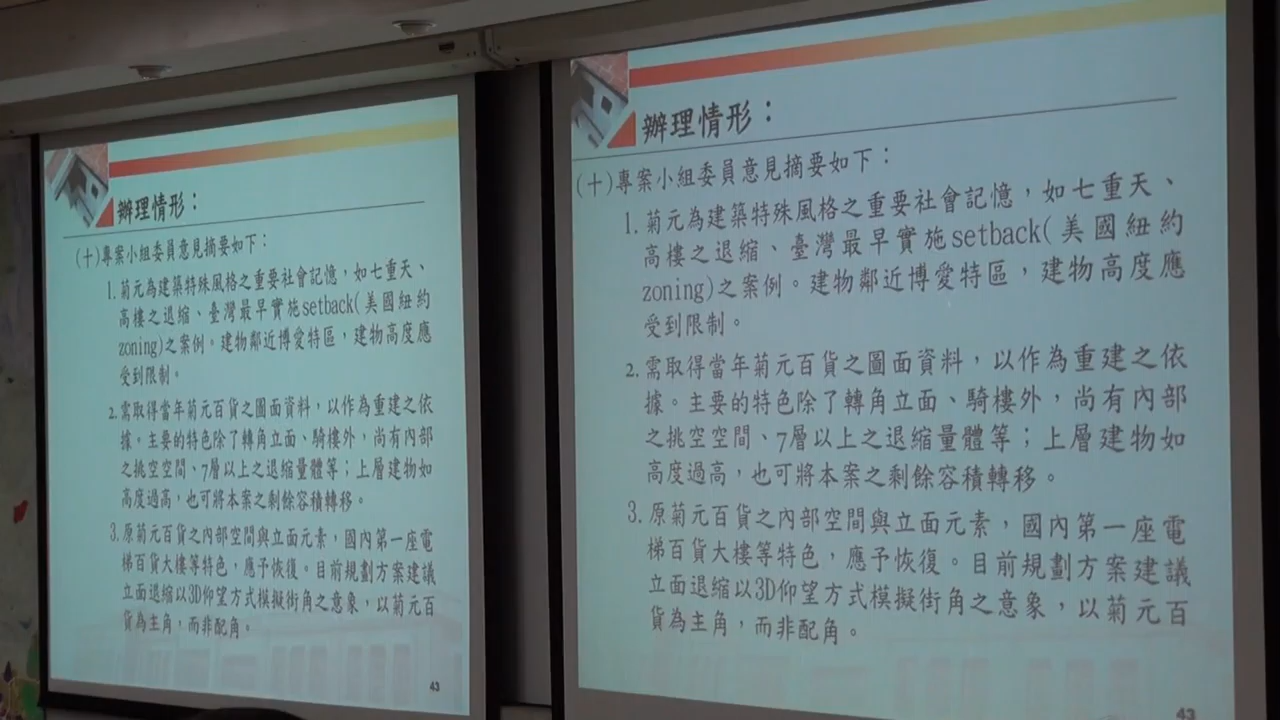 辦理情形：
(十)專案小組委員意見摘要如下：
1. 菊元為建築特殊風格之重要社會記憶，如七重天、
高樓之退縮、臺灣最早實施setback(美國紐約
zoning)之案例。建物鄰近博愛特區，建物高度應
受到限制。
2. 需取得當年菊元百貨之圖面資料，以作為重建之依
據。主要的特色除了轉角立面、騎樓外，尚有內部
之挑空空間、7層以上之退縮量體等；上層建物如
高度過高，也可將本案之剩餘容積轉移。
3. 原菊元百貨之內部空間與立面元素，國內第一座電
梯百貨大樓等特色，應予恢復。目前規劃方案建議
立面退縮以3D仰望方式模擬街角之意象，以菊元百
貨為主角，而非配角。
43
辦理情形：
(十)專案小組委員意見摘要如下：
1. 菊元為建築特殊風格之重要社會記憶，如七重天、
高樓之退縮、臺灣最早實施setback(美國紐約
zoning)之案例。建物鄰近博愛特區，建物高度應
受到限制。
2. 需取得當年菊元百貨之圖面資料，以作為重建之依
據。主要的特色除了轉角立面、騎樓外，尚有內部
之挑空空間、7層以上之退縮量體等；上層建物如
高度過高，也可將本案之剩餘容積轉移。
3. 原菊元百貨之內部空間與立面元素，國內第一座電
梯百貨大樓等特色，應予恢復。目前規劃方案建議
立面退縮以3D仰望方式模擬街角之意象，以菊元百
貨為主角，而非配角。
43